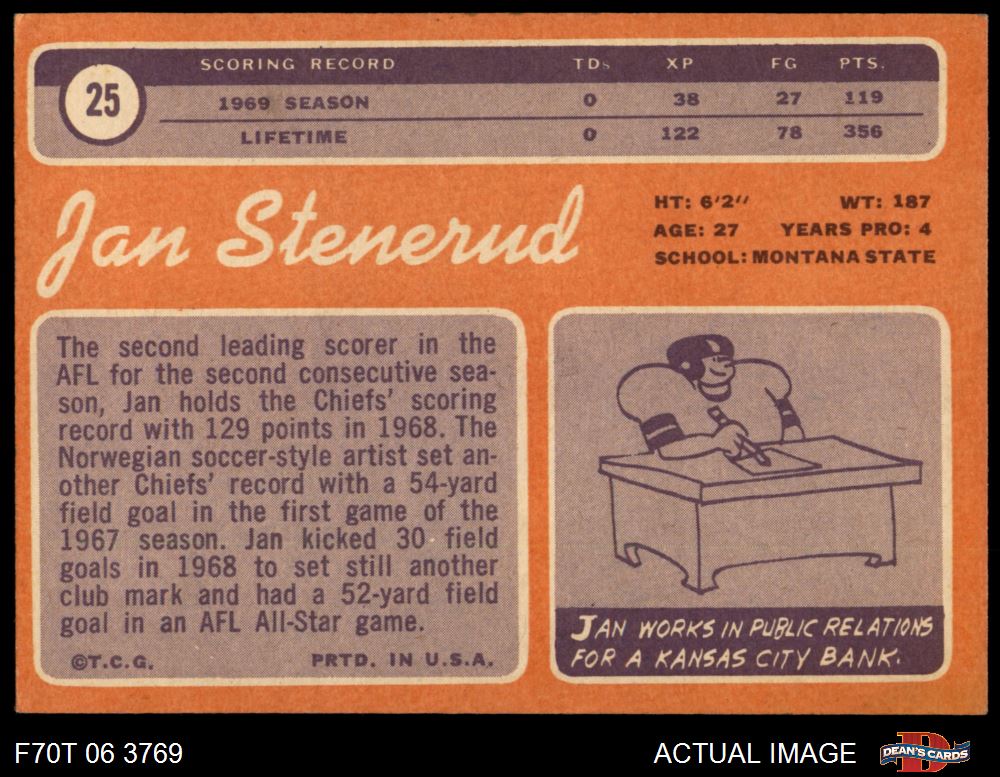 25
SCORING RECORD TDs XP FG PTS.
1969 SEASON 0 38 27 119
LIFETIME 0 122 78 356
Jan Stenerud
HT: 6'2" WT: 187
AGE: 27 YEARS PRO: 4
SCHOOL: MONTANA STATE
The second leading scorer in the
AFL for the second consecutive sea-
son, Jan holds the Chiefs' scoring
record with 129 points in 1968. The
Norwegian soccer-style artist set an-
other Chiefs' record with a 54-yard
field goal in the first game of the
1967 season. Jan kicked 30 field
goals in 1968 to set still another
club mark and had a 52-yard field
goal in an AFL All-Star game.
©T.C.G. PRTD. IN U.S.A.
JAN WORKS IN PUBLIC RELATIONS
FOR A KANSAS CITY BANK.
F70T 06 3769
ACTUAL IMAGE
D
DEAN'S CARDS